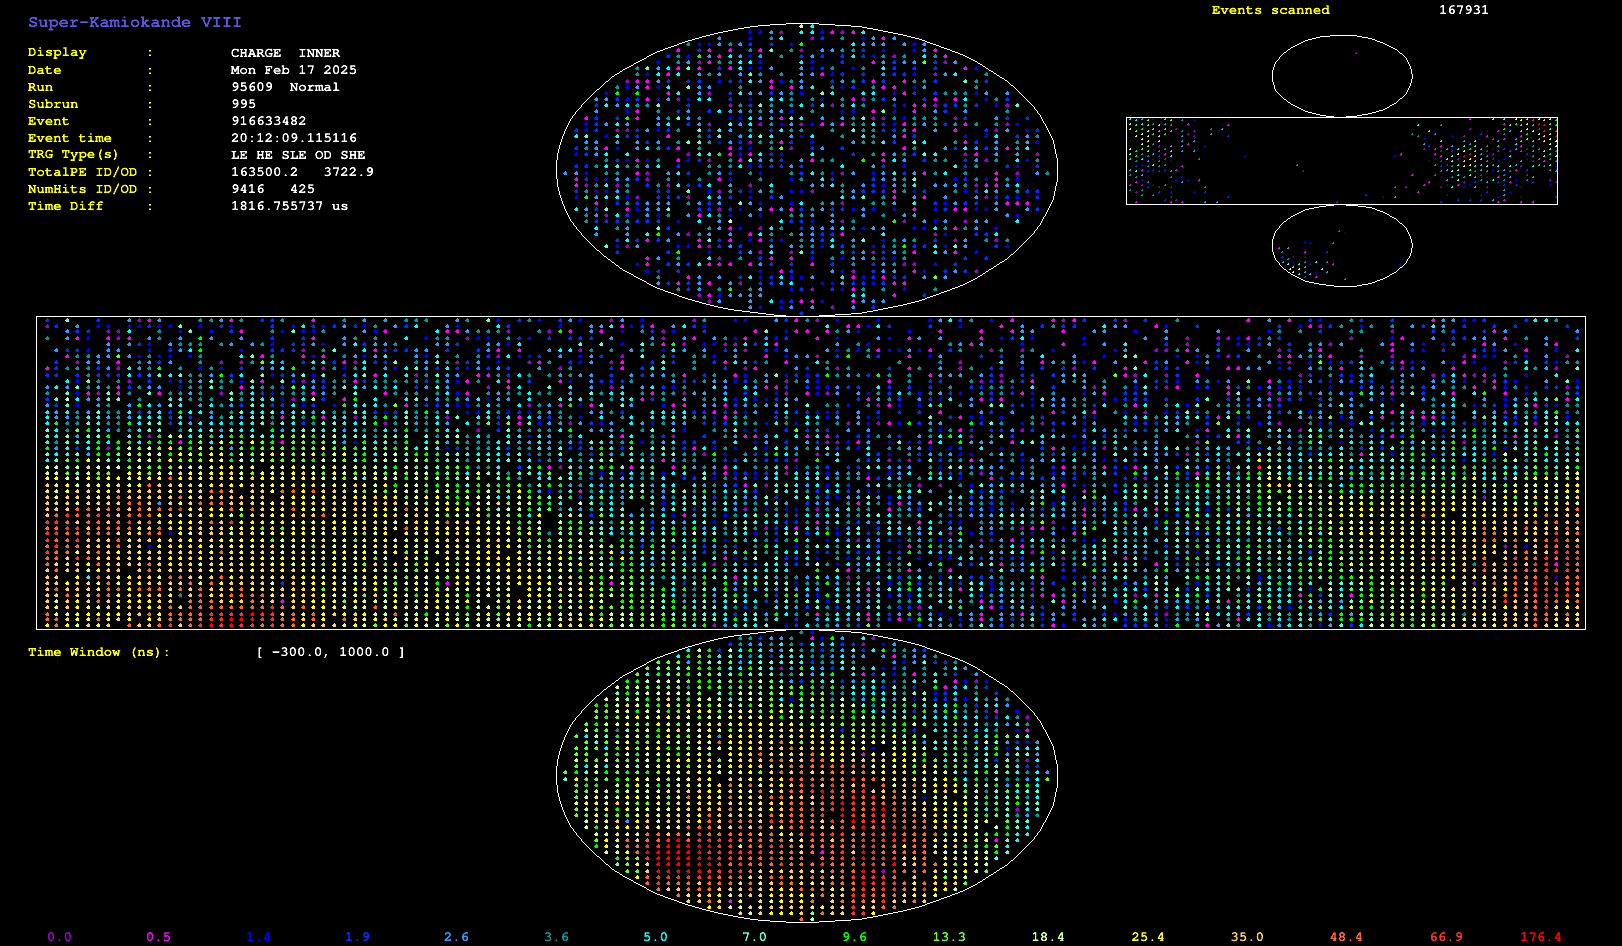 Super-Kamiokande VIII
Events scanned 167931
Display : CHARGE INNER
Date : Mon Feb 17 2025
Run : 95609 Normal
Subrun : 995
Event : 916633482
Event time : 20:12:09.115116
TRG Type(s) : LE HE SLE OD SHE
TotalPE ID/OD : 163500.2 3722.9
NumHits ID/OD : 9416 425
Time Diff : 1816.755737 us
Time Window (ns): [ -300.0, 1000.0 ]
0.0 0.5 1.4 1.9 2.6 3.6 5.0 7.0 9.6 13.3 18.4 25.4 35.0 48.4 66.9 176.4